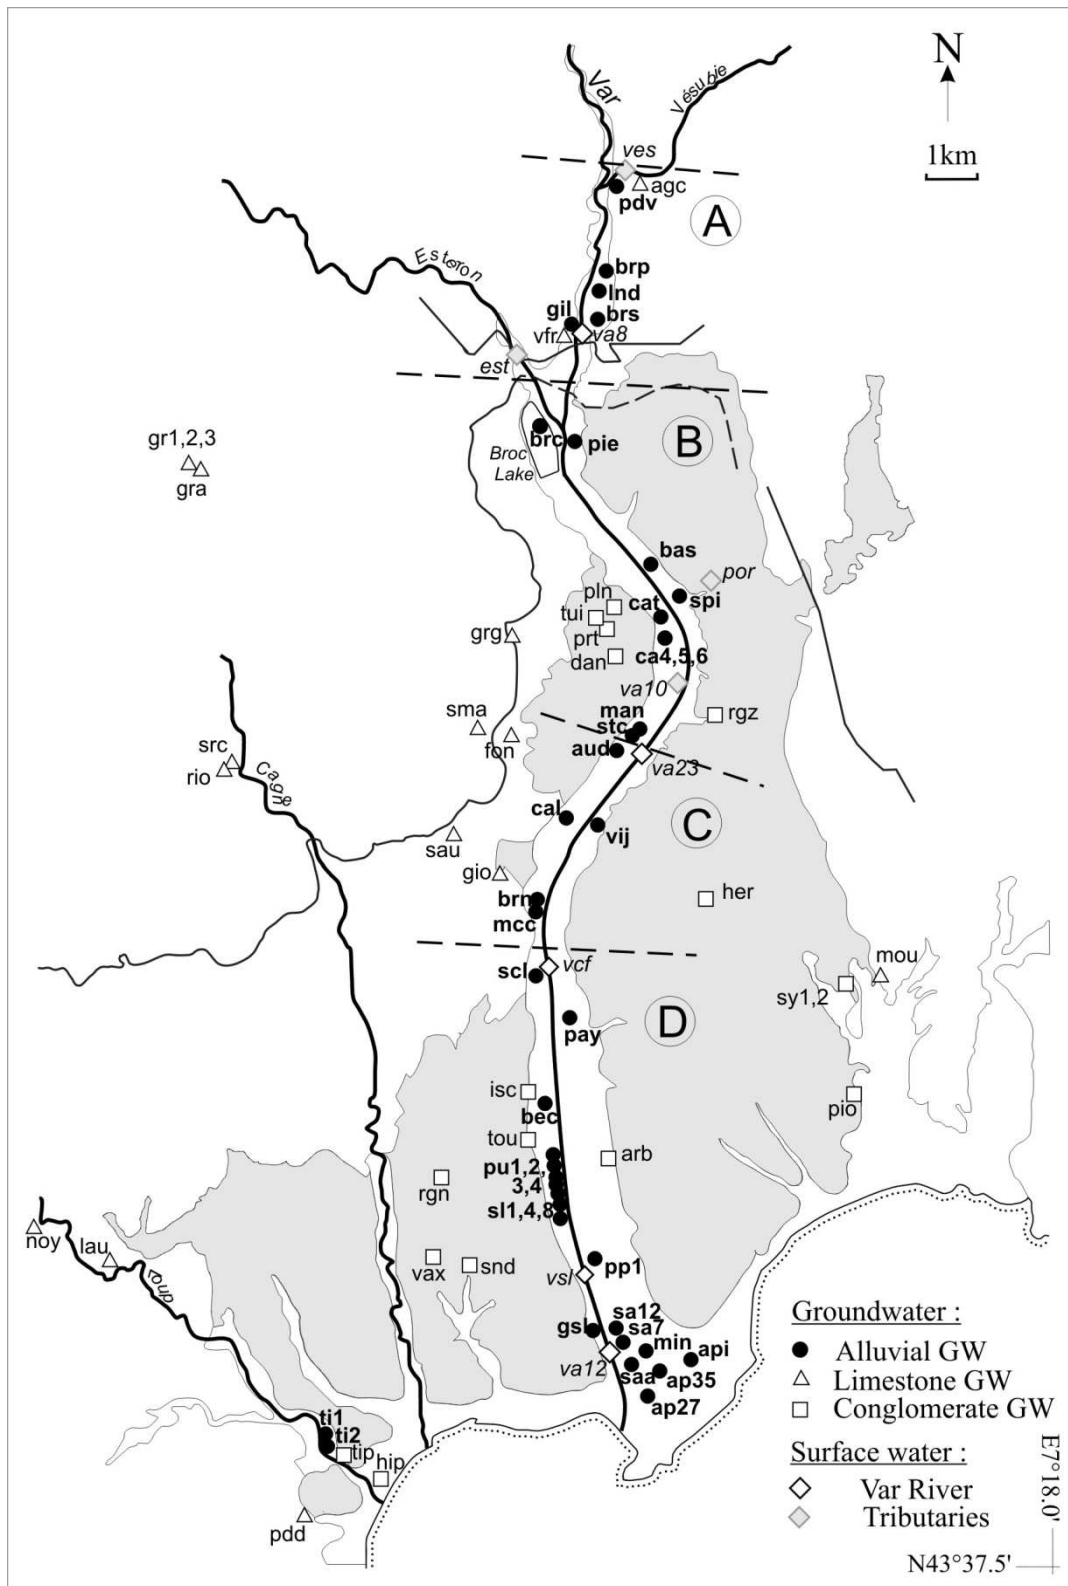 N
1km
Var
Vésubie
ves
agc
pdv
A
Esteron
brp
lnd
brs
gil
vfr
va8
est
gr1,2,3
gra
brc
pie
Broc
Lake
B
bas
por
pln
cat
spi
tui
prt
grg
dan
ca4,5,6
va10
man
rgz
sma
stc
fon
aud
va23
src
rio
Cagne
cal
vij
C
sau
gio
brn
her
mcc
mou
scl
vcf
sy1,2
pay
D
isc
bec
pio
tou
arb
pu1,2,
3,4
rgn
sl1,4,8
noy
lau
Loup
vax
snd
vsl
pp1
sa12
gsl
sa7
min
api
va12
saa
ap35
ap27
ti1
ti2
tip
hip
pdd
Groundwater :
Alluvial GW
Limestone GW
Conglomerate GW
Surface water :
Var River
Tributaries
E7°18.0'
N43°37.5'